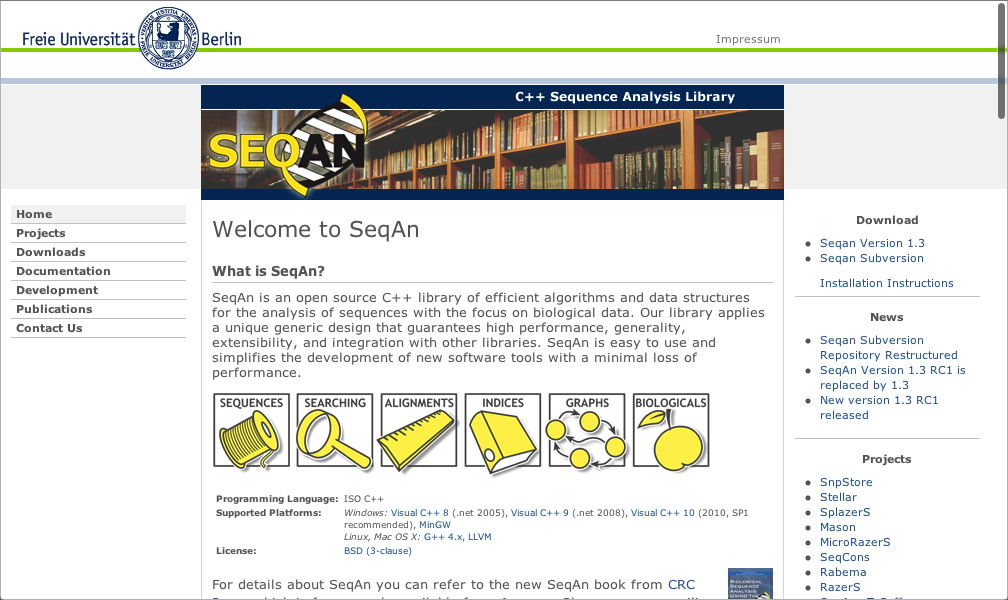 Freie Universität Berlin
Impressum
C++ Sequence Analysis Library
SEQAN
Home
Projects
Downloads
Documentation
Development
Publications
Contact Us
Welcome to SeqAn
What is SeqAn?
SeqAn is an open source C++ library of efficient algorithms and data structures
for the analysis of sequences with the focus on biological data. Our library applies
a unique generic design that guarantees high performance, generality,
extensibility, and integration with other libraries. SeqAn is easy to use and
simplifies the development of new software tools with a minimal loss of
performance.
SEQUENCES SEARCHING ALIGNMENTS INDICES GRAPHS BIOLOGICALS
Programming Language: ISO C++
Supported Platforms: Windows: Visual C++ 8 (.net 2005), Visual C++ 9 (.net 2008), Visual C++ 10 (2010, SP1
recommended), MinGW
Linux, Mac OS X: G++ 4.x, LLVM
License: BSD (3-clause)
For details about SeqAn you can refer to the new SeqAn book from CRC
BIOLOGICAL
SEQUENCE
Download
Seqan Version 1.3
Seqan Subversion
Installation Instructions
News
Seqan Subversion
Repository Restructured
SeqAn Version 1.3 RC1 is
replaced by 1.3
New version 1.3 RC1
released
Projects
SnpStore
Stellar
SplazerS
Mason
MicroRazerS
SeqCons
Rabema
RazerS